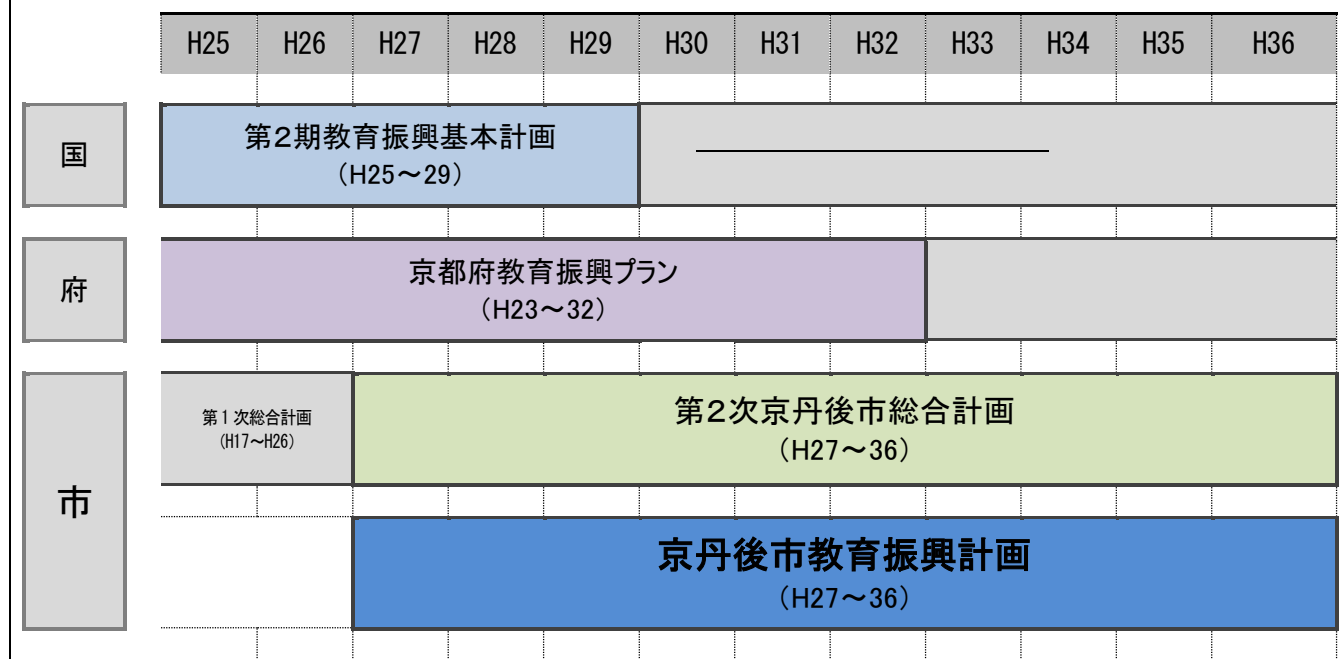 H25 H26 H27 H28 H29 H30 H31 H32 H33 H34 H35 H36
国
第2期教育振興基本計画
（H25～29）
府
京都府教育振興プラン
（H23～32）
市
第1次総合計画
（H17～H26）
第2次京丹後市総合計画
（H27～36）
京丹後市教育振興計画
（H27～36）